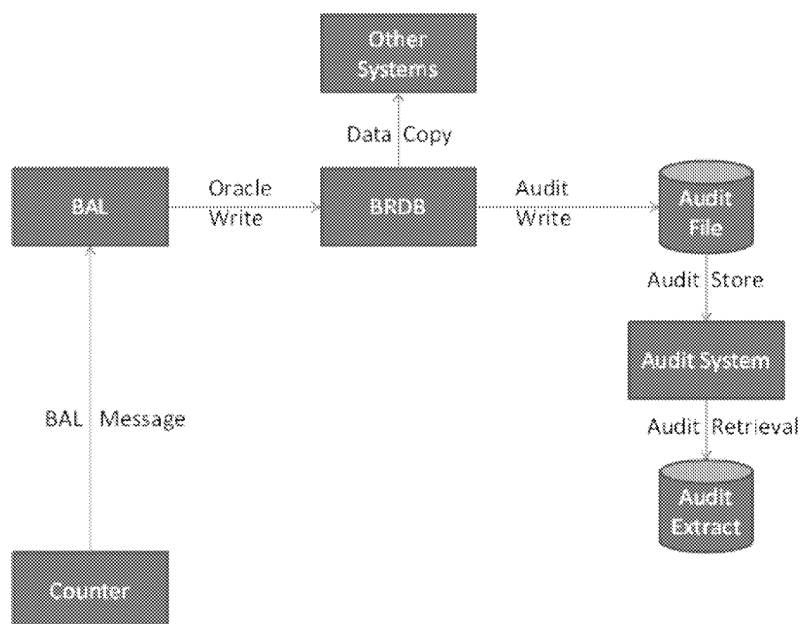 Other
Systems
Data Copy
BAL
Oracle
Write
BRDB
Audit
Write
Audit
File
Audit Store
Audit System
BAL Message
Audit Retrieval
Audit
Extract
Counter